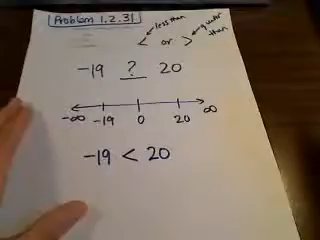 Problem 1.2.31
less than
< or > greater than
-19 ? 20
-∞ -19 0 20 ∞
-19 < 20